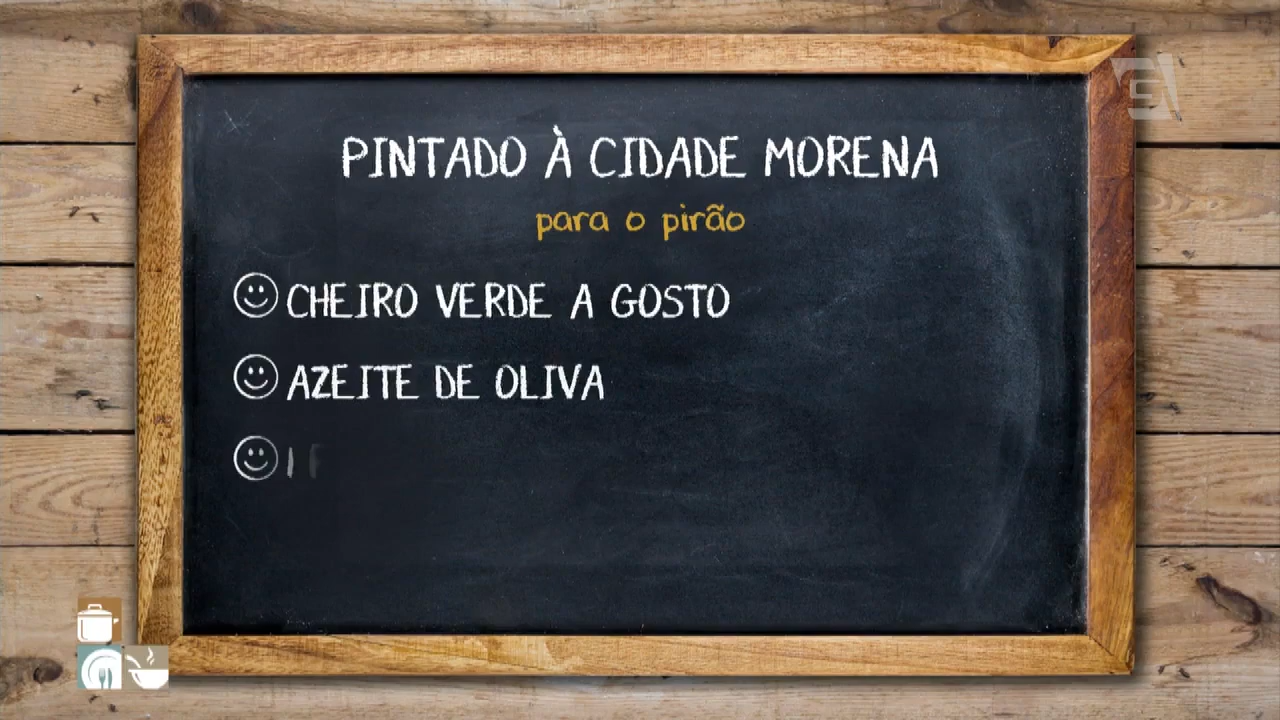 PINTADO À CIDADE MORENA
para o pirão
CHEIRO VERDE A GOSTO
AZEITE DE OLIVA